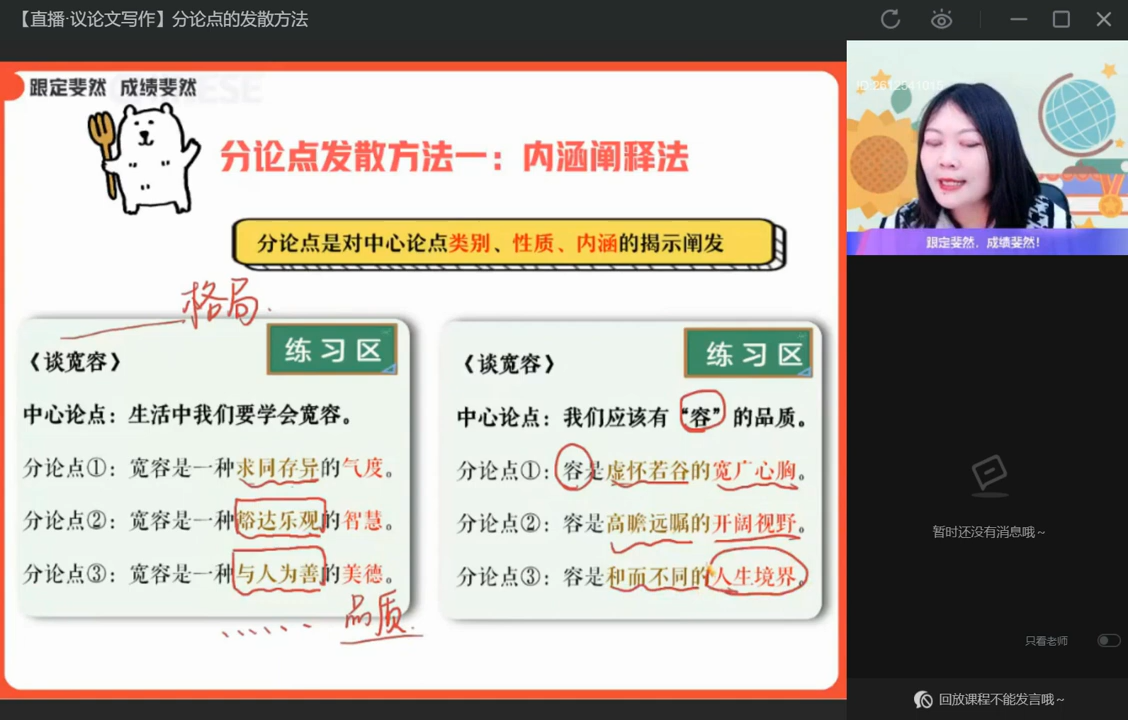 【直播·议论文写作】分论点的发散方法
跟定斐然 成绩斐然
分论点发散方法一：内涵阐释法
分论点是对中心论点类别、性质、内涵的揭示阐发
格局.
练习区
《谈宽容》
中心论点：生活中我们要学会宽容。
分论点①：宽容是一种求同存异的气度。
分论点②：宽容是一种豁达乐观的智慧。
分论点③：宽容是一种与人为善的美德。
品质.
练习区
《谈宽容》
中心论点：我们应该有“容”的品质。
分论点①：容是虚怀若谷的宽广心胸。
分论点②：容是高瞻远瞩的开阔视野。
分论点③：容是和而不同的人生境界。
跟定斐然，成绩斐然！
暂时还没有消息哦～
只看老师
回放课程不能发言哦～